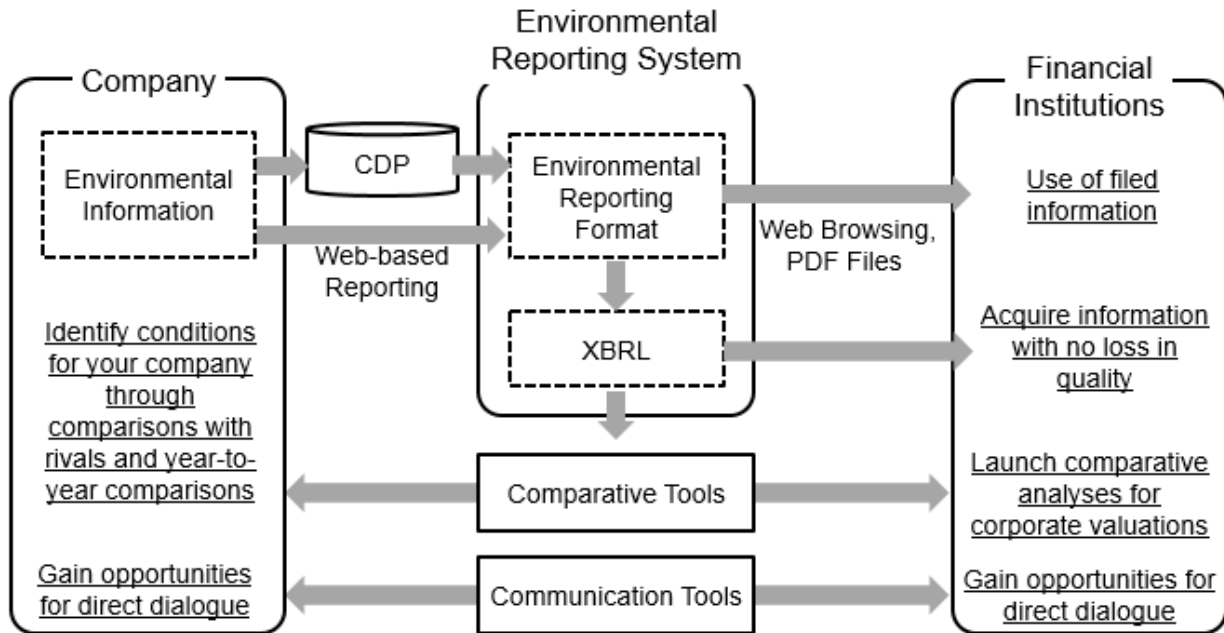 Environmental
Reporting System
Company
Financial
Institutions
Environmental
Information
CDP
Web-based
Reporting
Environmental
Reporting
Format
Web Browsing,
PDF Files
Use of filed
information
XBRL
Acquire information
with no loss in
quality
Identify conditions
for your company
through
comparisons with
rivals and year-to-
year comparisons
Comparative Tools
Launch comparative
analyses for
corporate valuations
Gain opportunities
for direct dialogue
Communication Tools
Gain opportunities for
direct dialogue